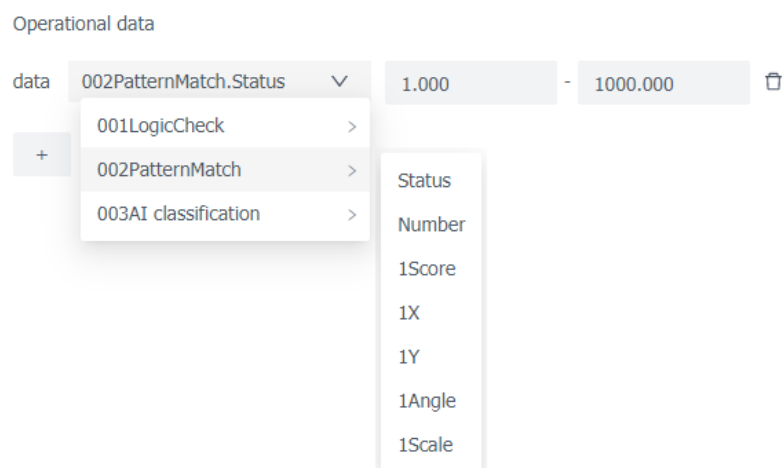 Operational data
data 002PatternMatch.Status 1.000 - 1000.000
001LogicCheck
+
002PatternMatch
003AI classification
Status
Number
1Score
1X
1Y
1Angle
1Scale